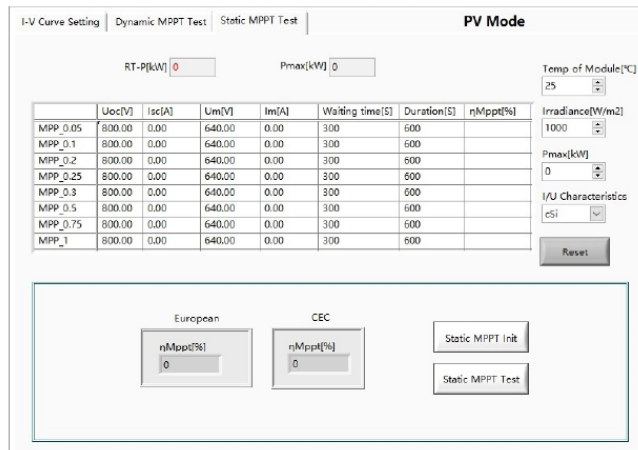 I-V Curve Setting Dynamic MPPT Test Static MPPT Test PV Mode
RT-P[kW] 0 Pmax[kW] 0
Temp of Module[℃]
25
Uoc[V] Isc[A] Um[V] Im[A] Waiting time[S] Duration[S] ηMppt[%]
MPP_0.05 800.00 0.00 640.00 0.00 300 600
MPP_0.1 800.00 0.00 640.00 0.00 300 600
MPP_0.2 800.00 0.00 640.00 0.00 300 600
MPP_0.25 800.00 0.00 640.00 0.00 300 600
MPP_0.3 800.00 0.00 640.00 0.00 300 600
MPP_0.5 800.00 0.00 640.00 0.00 300 600
MPP_0.75 800.00 0.00 640.00 0.00 300 600
MPP_1 800.00 0.00 640.00 0.00 300 600
Irradiance[W/m2]
1000
Pmax[kW]
0
I/U Characteristics
cSi
Reset
European CEC
ηMppt[%] ηMppt[%]
0 0
Static MPPT Init
Static MPPT Test